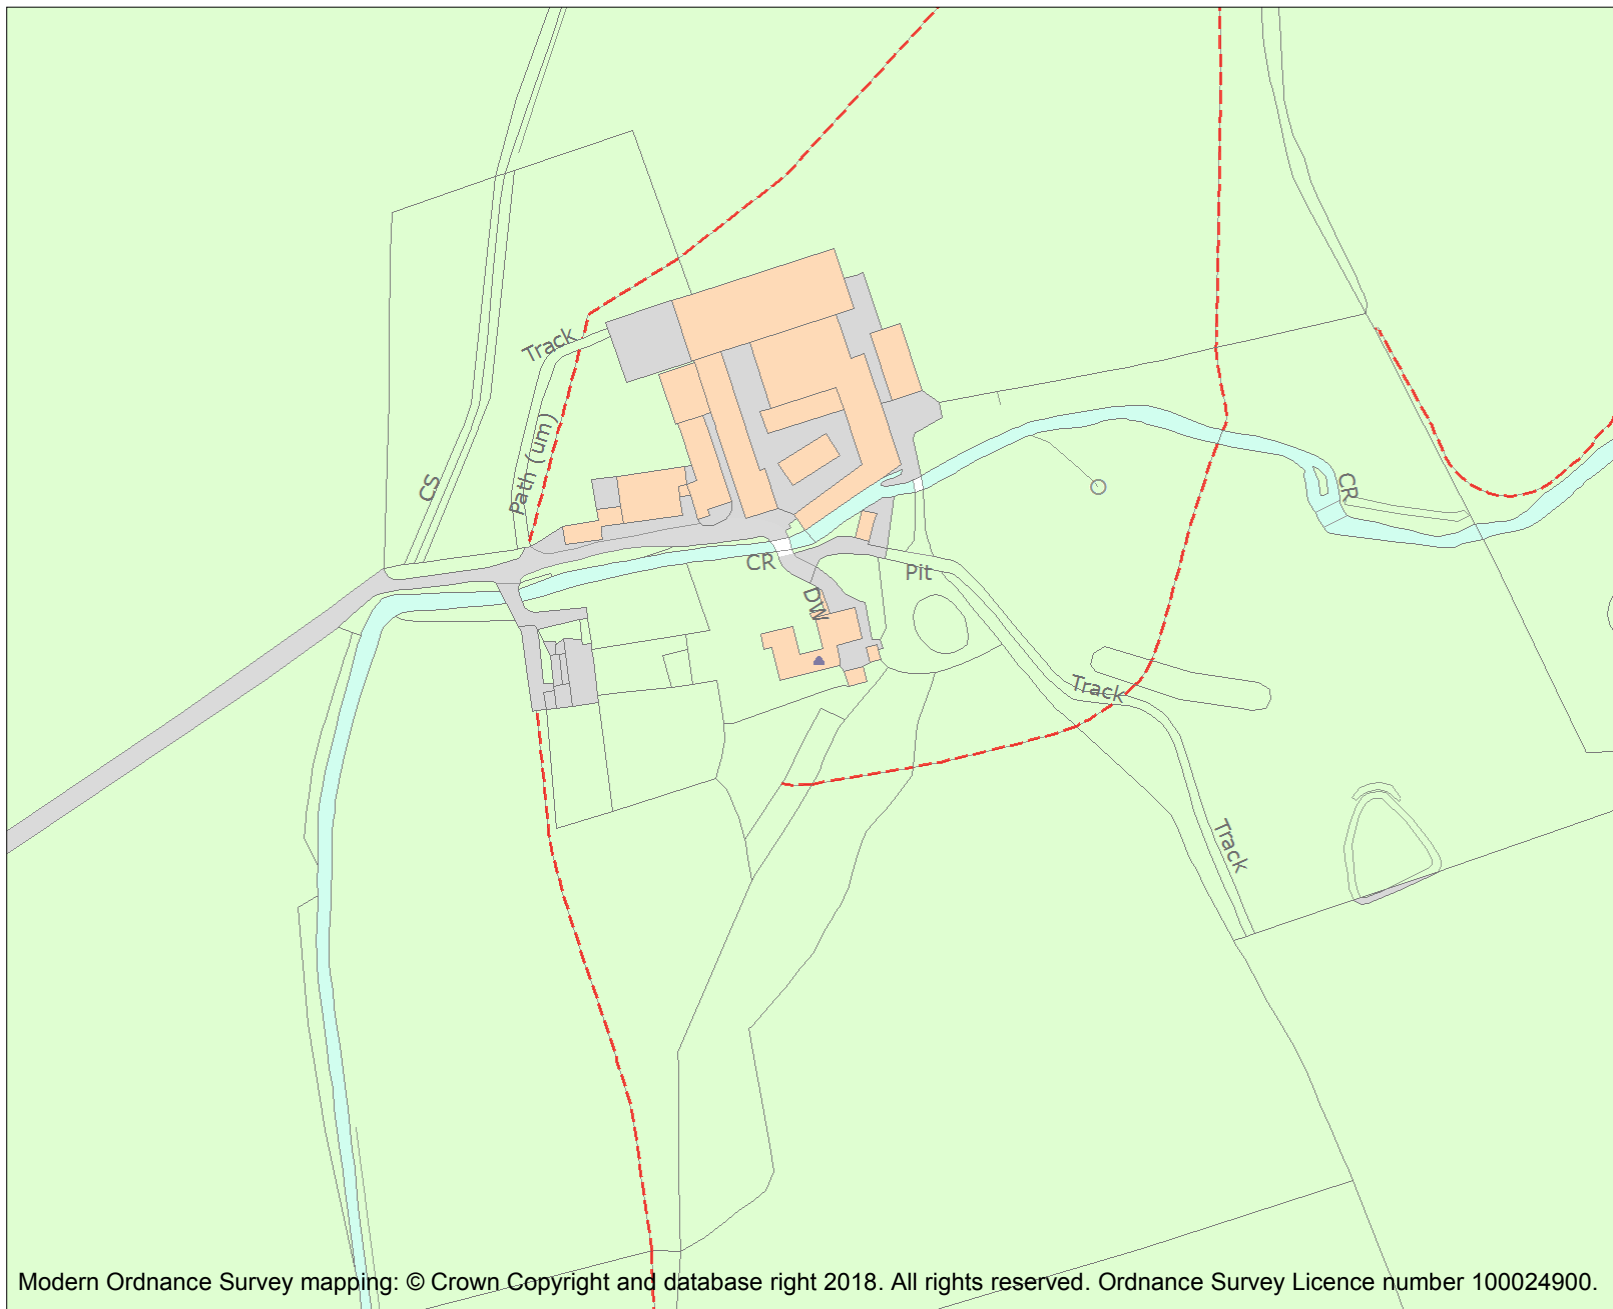 Track
Path (um)
CS
CR
CR
Pit
DW
Track
Track
Modern Ordnance Survey mapping: © Crown Copyright and database right 2018. All rights reserved. Ordnance Survey Licence number 100024900.